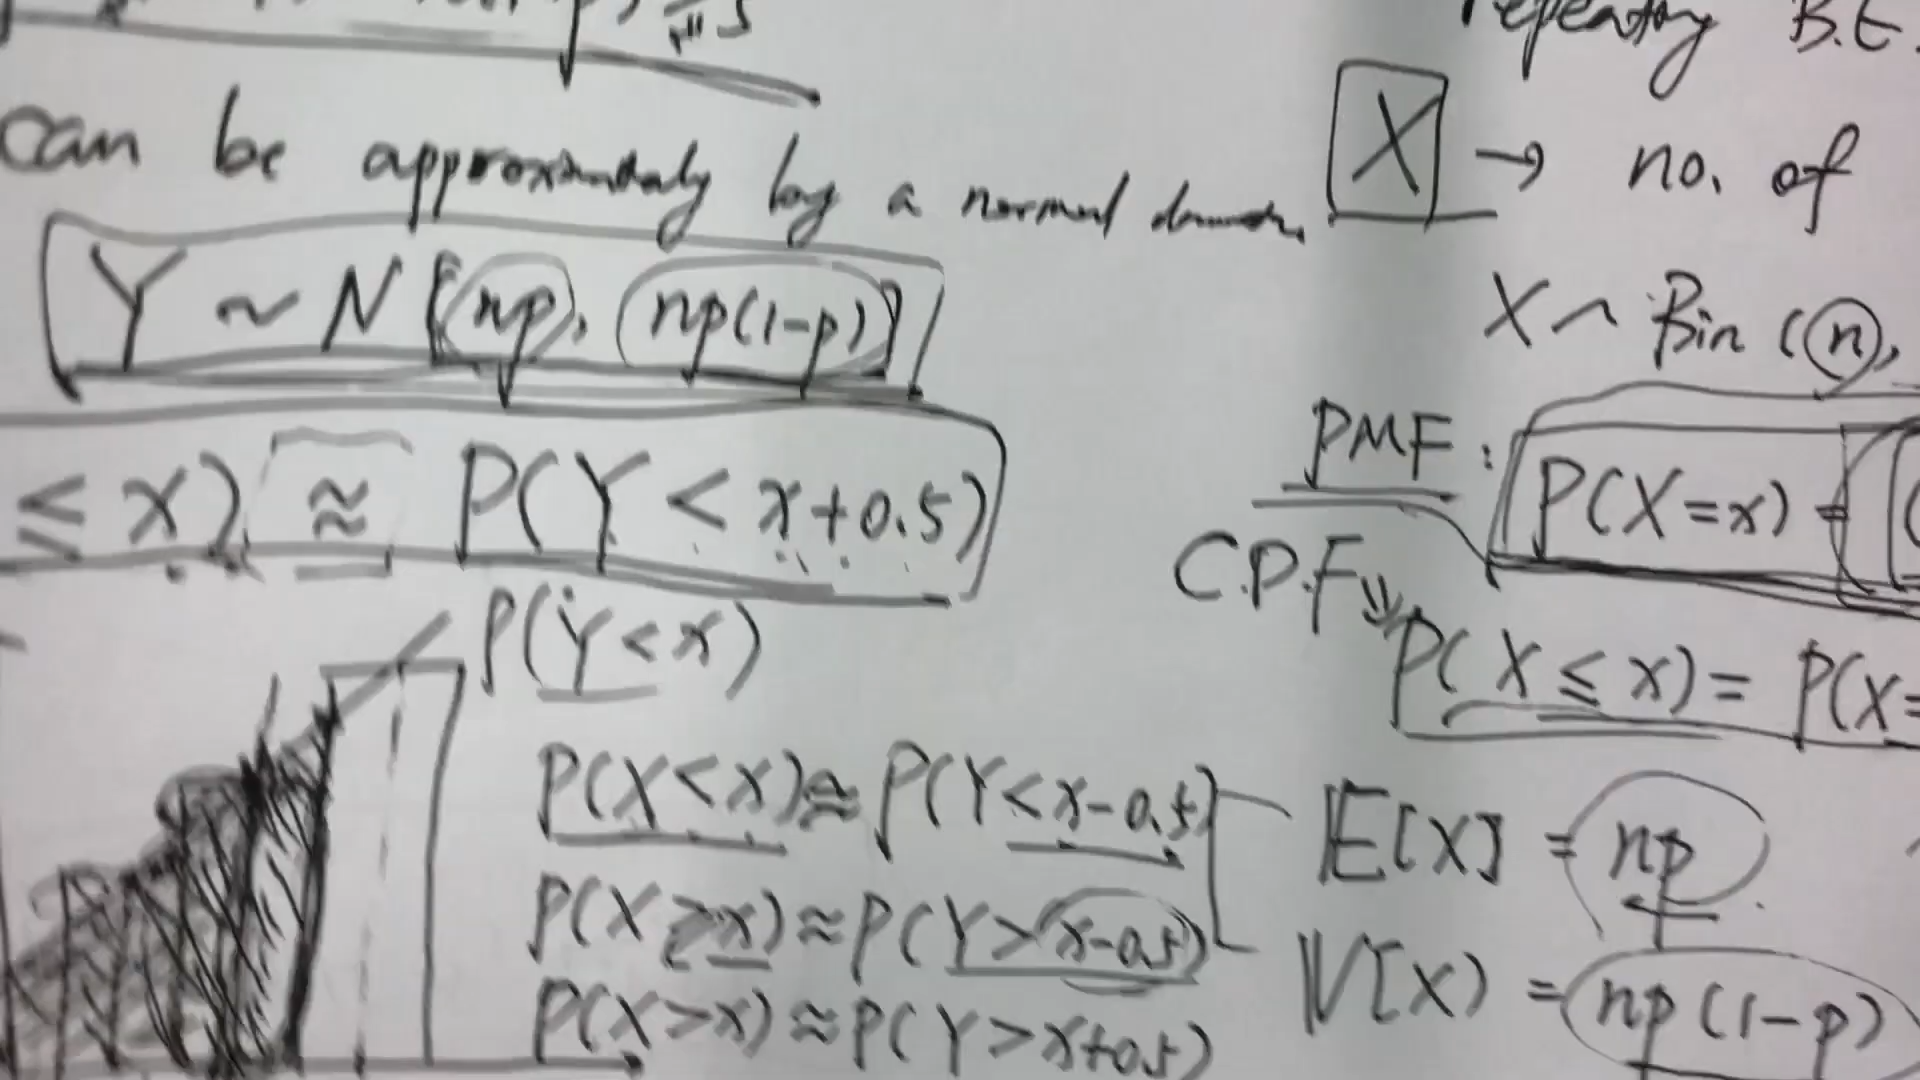 can be approximately by a normal
Y ~ N [np, np(1-p)]
≤ x) ≈ P(Y < x+0.5)
P(Y < x)
P(X < x) ≈ P(Y < x-0.5)
P(X ≥ x) ≈ P(Y > x-0.5)
P(X > x) ≈ P(Y > x+0.5)
repeating B.E.
X → no. of
X ~ Bin (n,
PMF: P(X=x) =
C.D.F
P(X ≤ x) = P(X=
E[X] = np
V[X] = np(1-p)